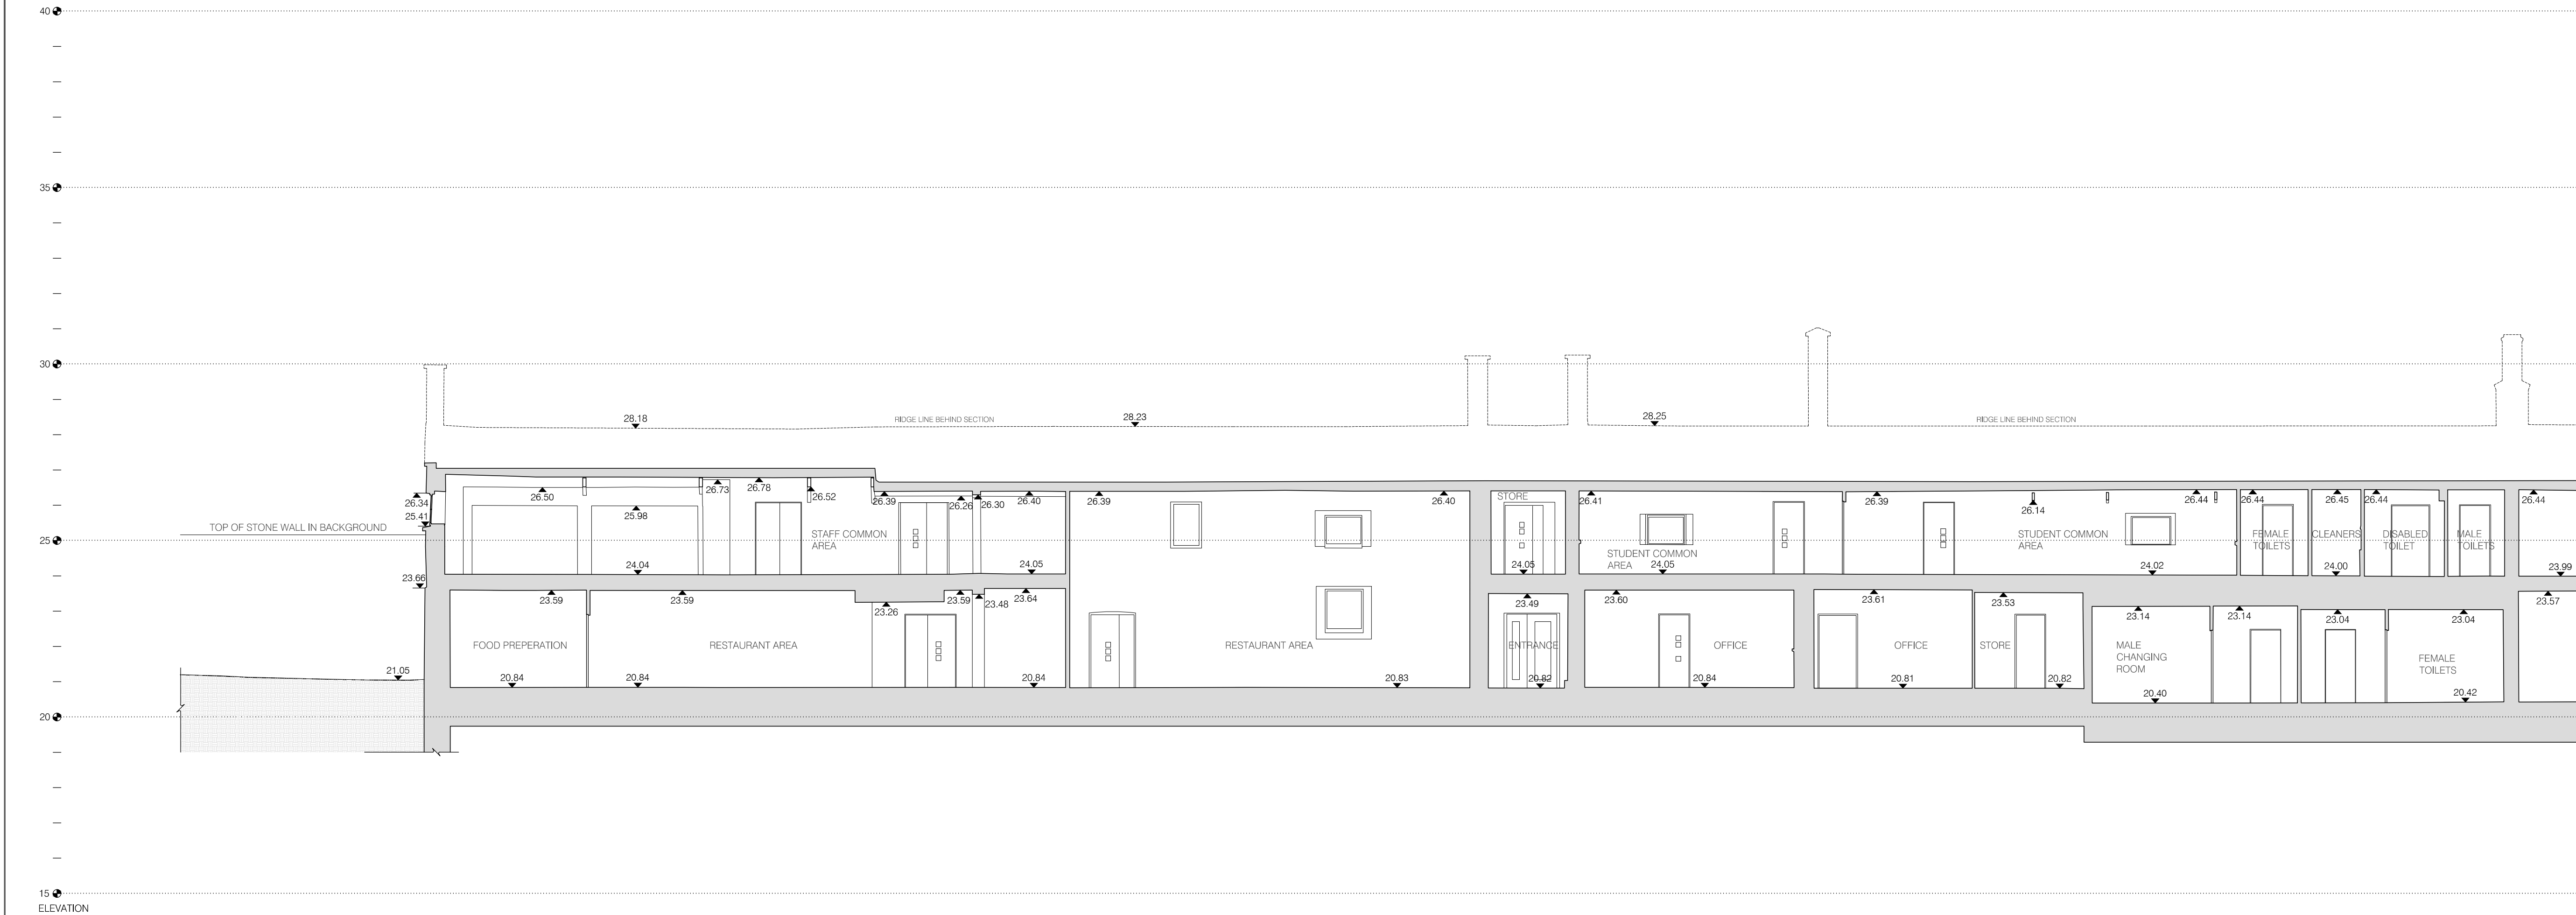 40
35
30
28.18
RIDGE LINE BEHIND SECTION
28.23
28.25
RIDGE LINE BEHIND SECTION
26.34
25.41
26.50
26.73
26.78
26.52
26.39
26.26
26.30
26.40
26.39
26.40
STORE
26.41
26.39
26.14
26.44
26.44
26.45
26.44
26.44
TOP OF STONE WALL IN BACKGROUND
25.98
STAFF COMMON
AREA
STUDENT COMMON
AREA
STUDENT COMMON
AREA
FEMALE
TOILETS
CLEANERS
DISABLED
TOILET
MALE
TOILETS
25
23.66
24.04
24.05
24.05
24.05
24.02
24.00
23.99
23.59
23.59
23.26
23.59
23.48
23.64
23.49
23.60
23.61
23.53
23.14
23.14
23.04
23.04
23.57
FOOD PREPERATION
RESTAURANT AREA
RESTAURANT AREA
ENTRANCE
OFFICE
OFFICE
STORE
MALE
CHANGING
ROOM
FEMALE
TOILETS
21.05
20.84
20.84
20.84
20.83
20.82
20.84
20.81
20.82
20.40
20.42
20
15
ELEVATION